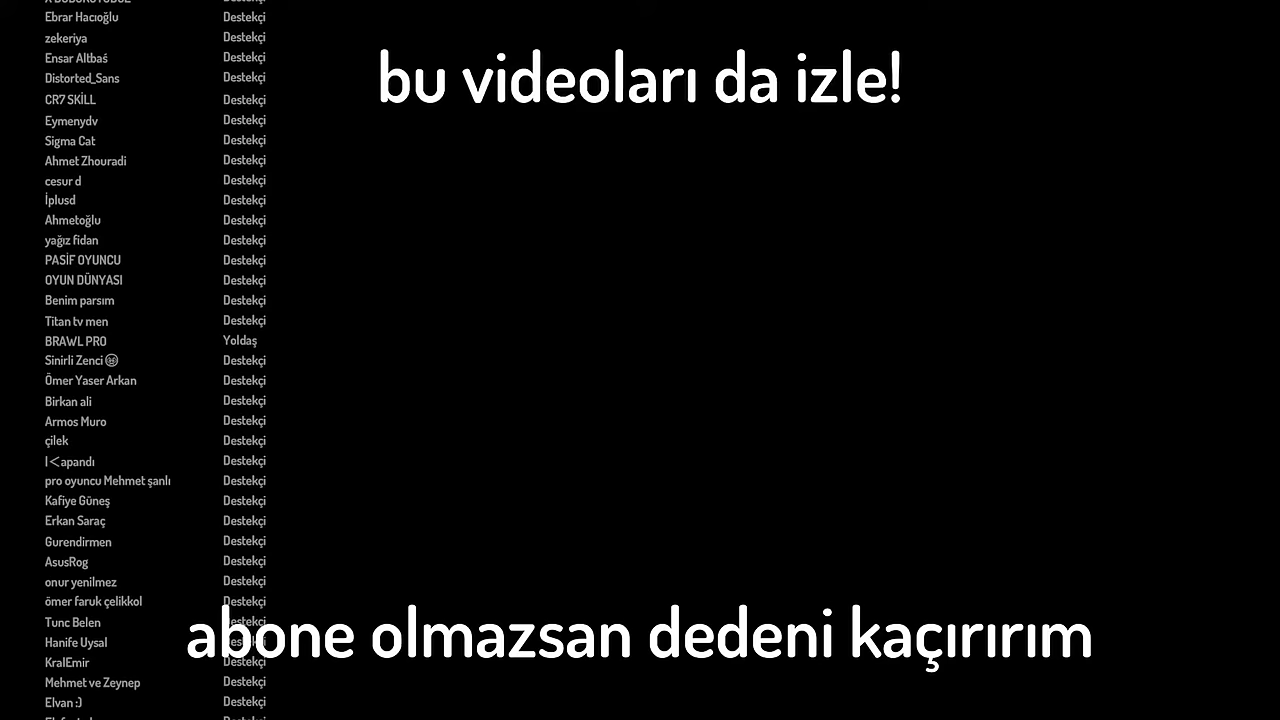 bu videoları da izle!
Ebrar Hacıoğlu Destekçi
zekeriya Destekçi
Ensar Altbaś Destekçi
Distorted_Sans Destekçi
CR7 SKİLL Destekçi
Eymenydv Destekçi
Sigma Cat Destekçi
Ahmet Zhouradi Destekçi
cesur d Destekçi
İplusd Destekçi
Ahmetoğlu Destekçi
yağız fidan Destekçi
PASİF OYUNCU Destekçi
OYUN DÜNYASI Destekçi
Benim parsım Destekçi
Titan tv men Destekçi
BRAWL PRO Yoldaş
Sinirli Zenci Destekçi
Ömer Yaser Arkan Destekçi
Birkan ali Destekçi
Armos Muro Destekçi
çilek Destekçi
|<apandı Destekçi
pro oyuncu Mehmet şanlı Destekçi
Kafiye Güneş Destekçi
Erkan Saraç Destekçi
Gurendirmen Destekçi
AsusRog Destekçi
onur yenilmez Destekçi
ömer faruk çelikkol Destekçi
Tunc Belen Destekçi
Hanife Uysal Destekçi
KralEmir Destekçi
Mehmet ve Zeynep Destekçi
Elvan :) Destekçi
abone olmazsan dedeni kaçırırım